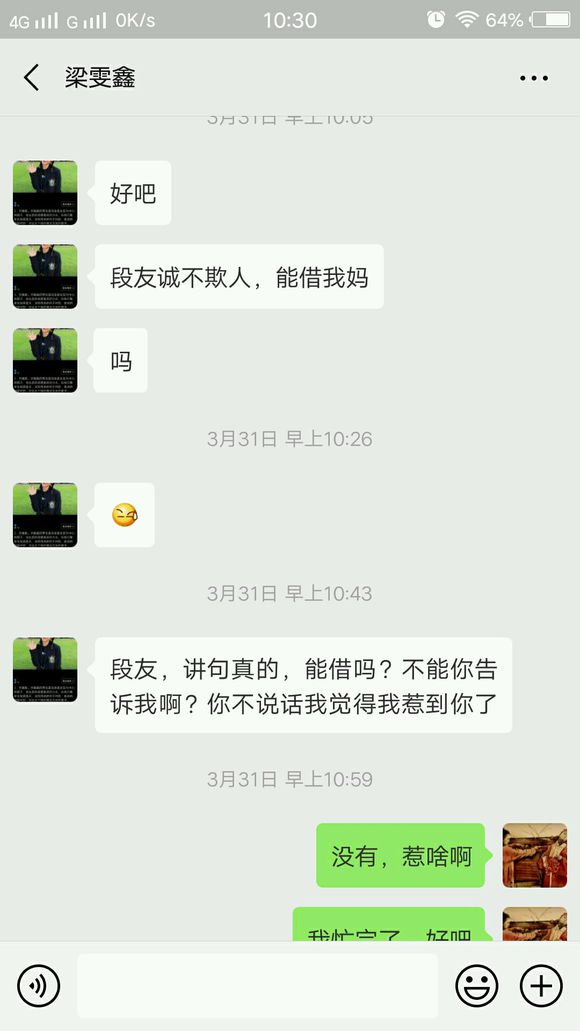 4G G 0K/s 10:30 64%
梁雯鑫
3月31日 早上10:05
好吧
段友诚不欺人，能借我妈
吗
3月31日 早上10:26
3月31日 早上10:43
段友，讲句真的，能借吗？不能你告
诉我啊？你不说话我觉得我惹到你了
3月31日 早上10:59
没有，惹啥啊
我忙完了，好吧